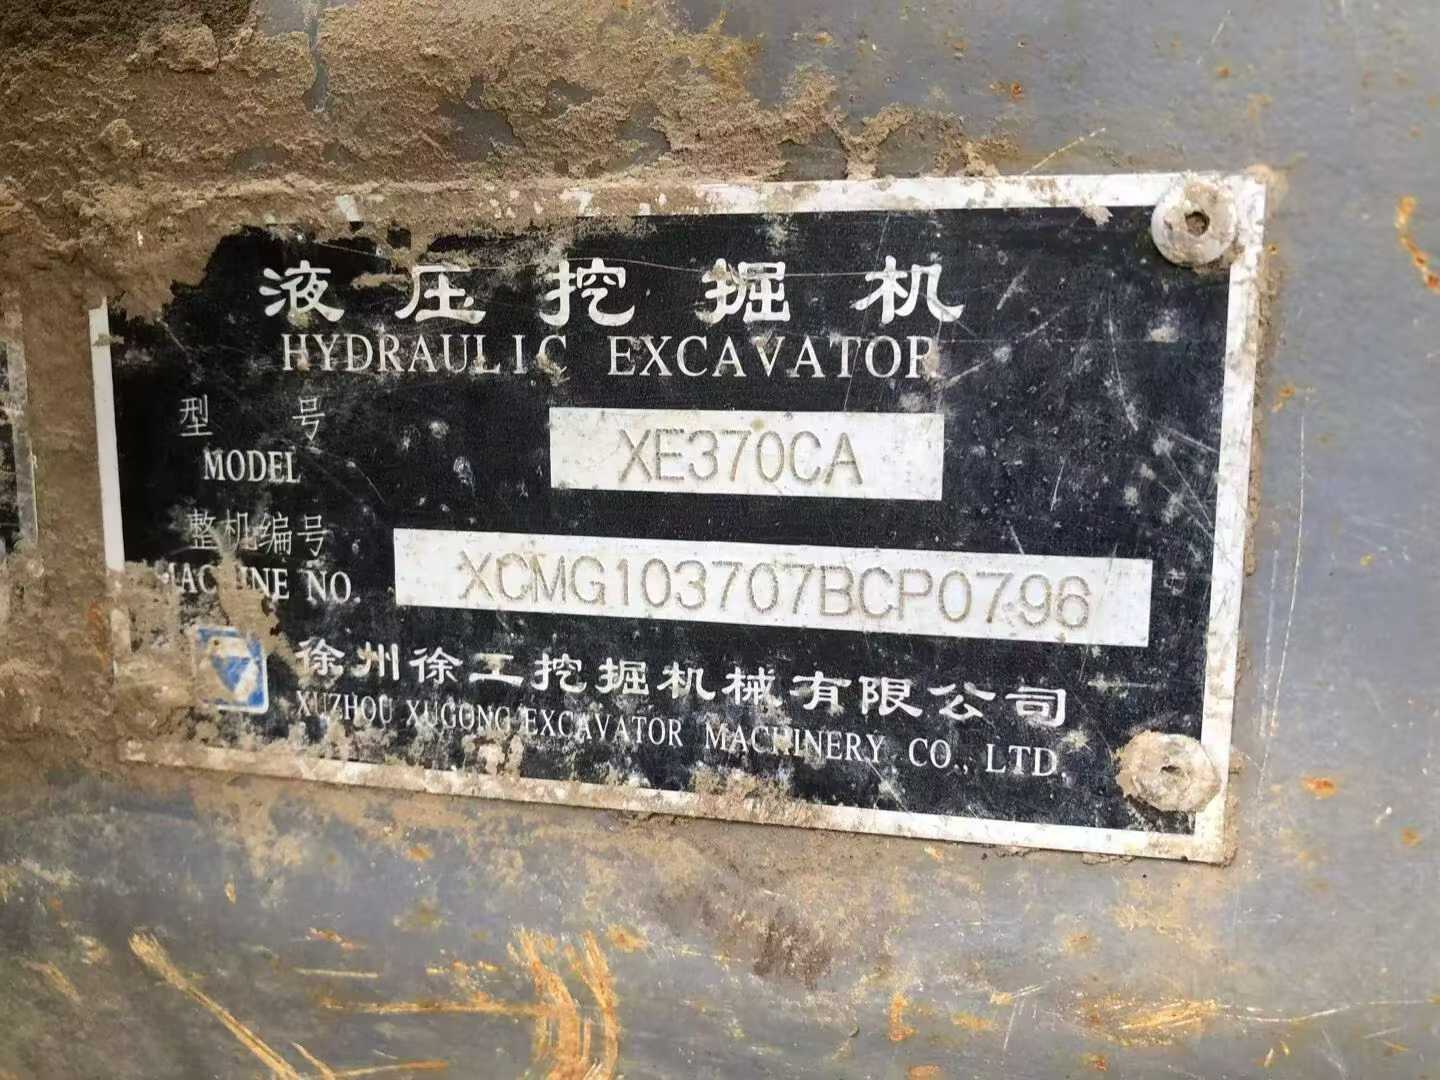 液压挖掘机
HYDRAULIC EXCAVATOR
型号
MODEL
XE370CA
整机编号
MACHINE NO.
XCMG103707BCP0796
徐州徐工挖掘机械有限公司
XUZHOU XUGONG EXCAVATOR MACHINERY CO., LTD.